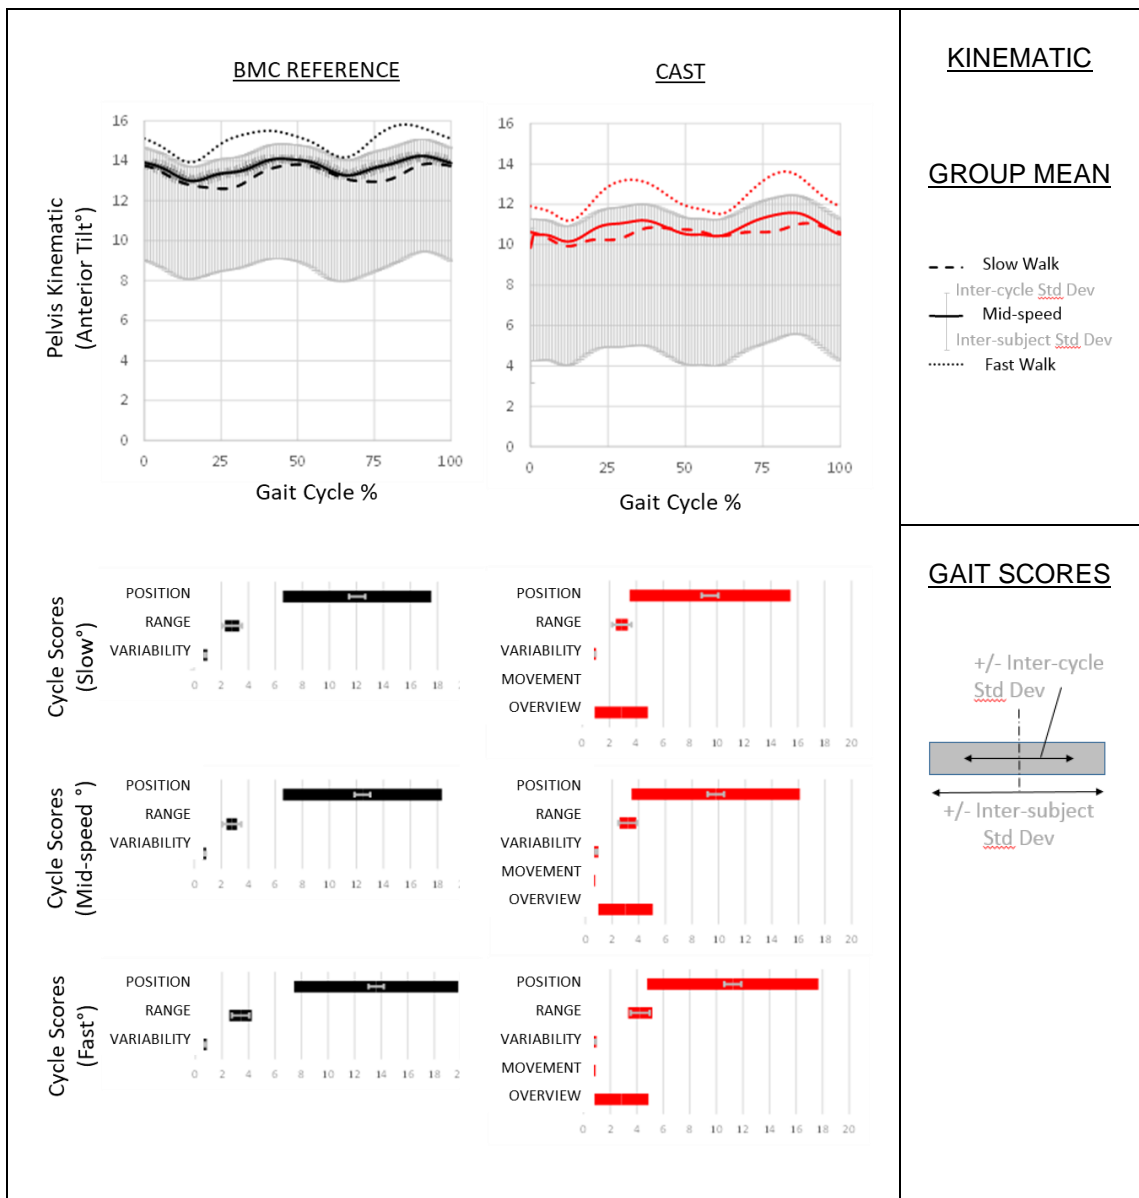 BMC REFERENCE
CAST
Pelvis Kinematic
(Anterior Tilt°)
16
14
12
10
8
6
4
2
0
0 25 50 75 100
Gait Cycle %
16
14
12
10
8
6
4
2
0
0 25 50 75 100
Gait Cycle %
Cycle Scores
(Slow°)
POSITION
RANGE
VARIABILITY
0 2 4 6 8 10 12 14 16 18
POSITION
RANGE
VARIABILITY
MOVEMENT
OVERVIEW
0 2 4 6 8 10 12 14 16 18 20
Cycle Scores
(Mid-speed °)
POSITION
RANGE
VARIABILITY
0 2 4 6 8 10 12 14 16 18
POSITION
RANGE
VARIABILITY
MOVEMENT
OVERVIEW
0 2 4 6 8 10 12 14 16 18 20
Cycle Scores
(Fast°)
POSITION
RANGE
VARIABILITY
0 2 4 6 8 10 12 14 16 18
POSITION
RANGE
VARIABILITY
MOVEMENT
OVERVIEW
0 2 4 6 8 10 12 14 16 18 20
KINEMATIC
GROUP MEAN
Slow Walk
Inter-cycle Std Dev
Mid-speed
Inter-subject Std Dev
Fast Walk
GAIT SCORES
+/- Inter-cycle
Std Dev
+/- Inter-subject
Std Dev